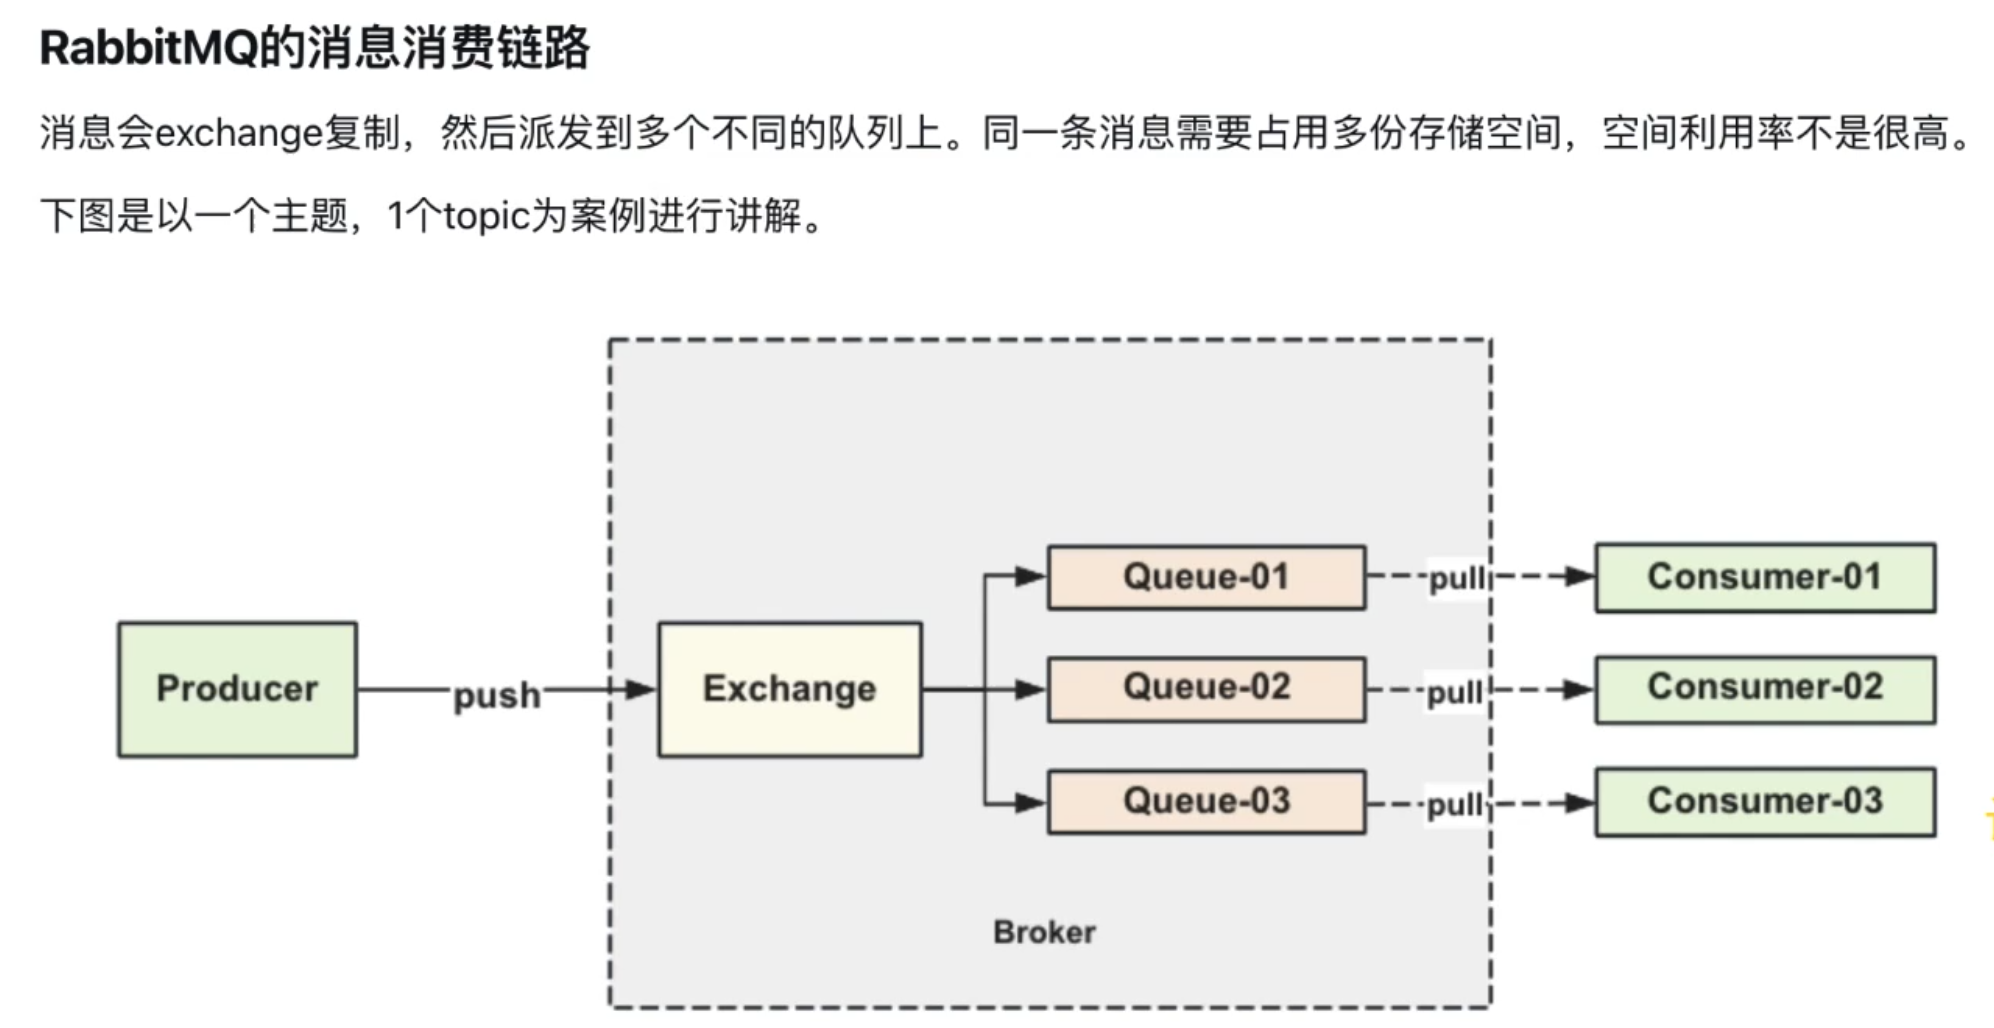 RabbitMQ的消息消费链路
消息会exchange复制，然后派发到多个不同的队列上。同一条消息需要占用多份存储空间，空间利用率不是很高。
下图是以一个主题，1个topic为案例进行讲解。
Queue-01
pull
Consumer-01
Producer
push
Exchange
Queue-02
pull
Consumer-02
Queue-03
pull
Consumer-03
Broker